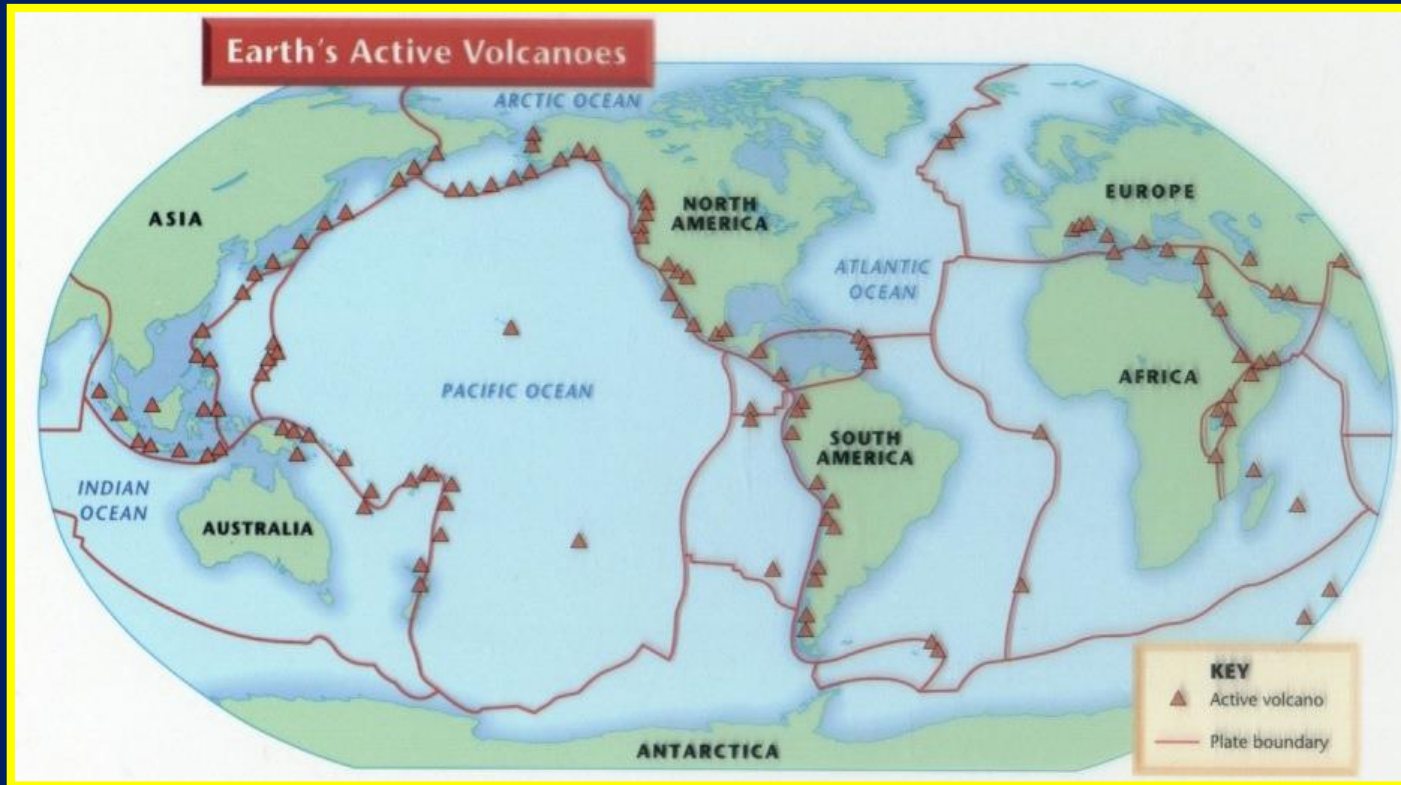 Earth's Active Volcanoes
ARCTIC OCEAN
ASIA
NORTH
AMERICA
EUROPE
ATLANTIC
OCEAN
PACIFIC OCEAN
AFRICA
SOUTH
AMERICA
INDIAN
OCEAN
AUSTRALIA
ANTARCTICA
KEY
Active volcano
Plate boundary